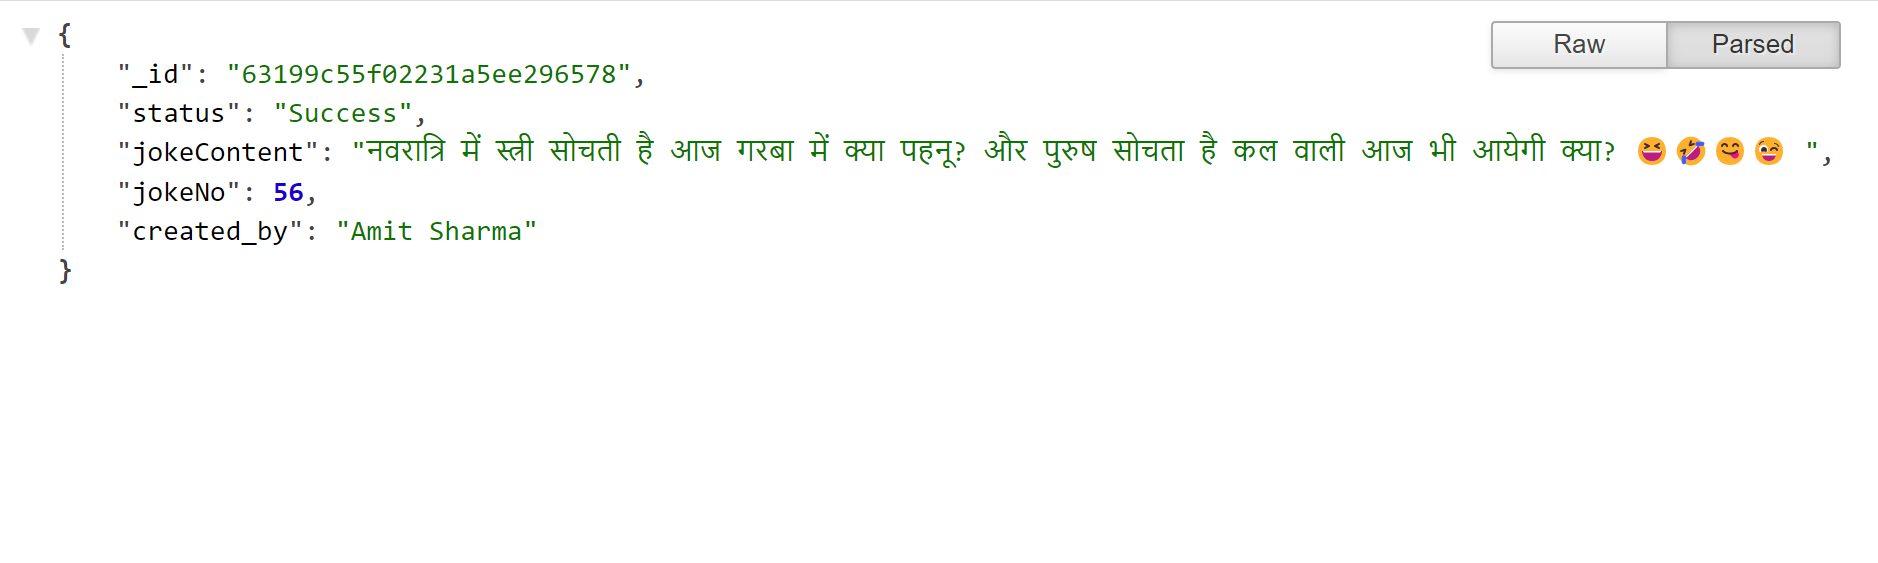 {
Raw Parsed
"_id": "63199c55f02231a5ee296578",
"status": "Success",
"jokeContent": "नवरात्रि में स्त्री सोचती है आज गरबा में क्या पहनू? और पुरुष सोचता है कल वाली आज भी आयेगी क्या? 😆🤣😋😉 ",
"jokeNo": 56,
"created_by": "Amit Sharma"
}